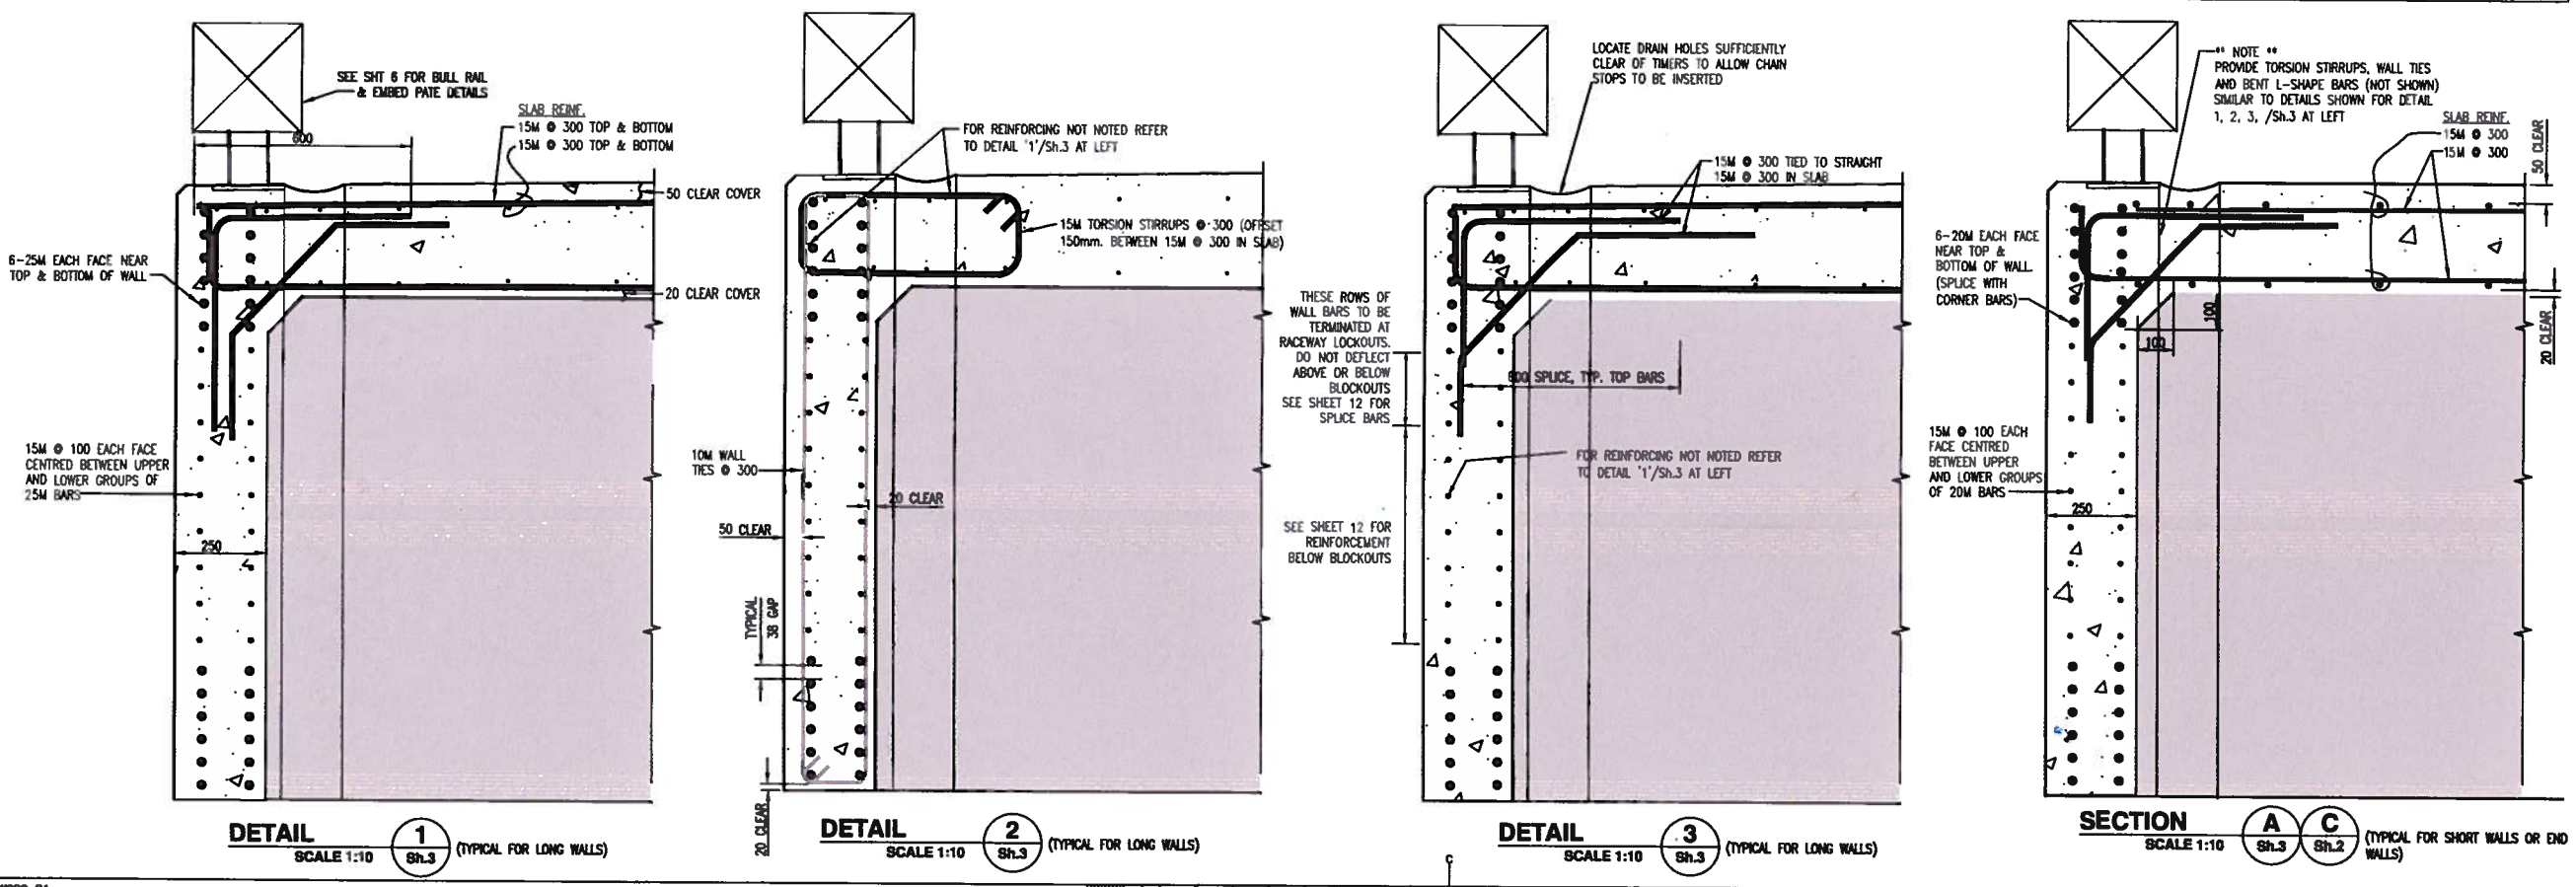 SEE SHT 6 FOR BULL RAIL
& EMBED PATE DETAILS
SLAB REINF.
15M @ 300 TOP & BOTTOM
15M @ 300 TOP & BOTTOM
600
50 CLEAR COVER
6-25M EACH FACE NEAR
TOP & BOTTOM OF WALL
20 CLEAR COVER
15M @ 100 EACH FACE
CENTRED BETWEEN UPPER
AND LOWER GROUPS OF
25M BARS
250
DETAIL
SCALE 1:10
1
Sh.3
(TYPICAL FOR LONG WALLS)
FOR REINFORCING NOT NOTED REFER
TO DETAIL '1'/Sh.3 AT LEFT
15M TORSION STIRRUPS @ 300 (OFFSET
150mm. BETWEEN 15M @ 300 IN SLAB)
10M WALL
TIES @ 300
20 CLEAR
50 CLEAR
TYPICAL
38 GAP
20 CLEAR
DETAIL
SCALE 1:10
2
Sh.3
(TYPICAL FOR LONG WALLS)
LOCATE DRAIN HOLES SUFFICIENTLY
CLEAR OF TIMERS TO ALLOW CHAIN
STOPS TO BE INSERTED
15M @ 300 TIED TO STRAIGHT
15M @ 300 IN SLAB
THESE ROWS OF
WALL BARS TO BE
TERMINATED AT
RACEWAY LOCKOUTS.
DO NOT DEFLECT
ABOVE OR BELOW
BLOCKOUTS
SEE SHEET 12 FOR
SPLICE BARS
600 SPLICE, TYP. TOP BARS
FOR REINFORCING NOT NOTED REFER
TO DETAIL '1'/Sh.3 AT LEFT
SEE SHEET 12 FOR
REINFORCEMENT
BELOW BLOCKOUTS
DETAIL
SCALE 1:10
3
Sh.3
(TYPICAL FOR LONG WALLS)
C
** NOTE **
PROVIDE TORSION STIRRUPS, WALL TIES
AND BENT L-SHAPE BARS (NOT SHOWN)
SIMILAR TO DETAILS SHOWN FOR DETAIL
1, 2, 3, /Sh.3 AT LEFT
SLAB REINF.
15M @ 300
15M @ 300
50 CLEAR
6-20M EACH FACE
NEAR TOP &
BOTTOM OF WALL
(SPLICE WITH
CORNER BARS)
100
100
20 CLEAR
15M @ 100 EACH
FACE CENTRED
BETWEEN UPPER
AND LOWER GROUPS
OF 20M BARS
250
SECTION
SCALE 1:10
A
Sh.3
C
Sh.2
(TYPICAL FOR SHORT WALLS OR END
WALLS)